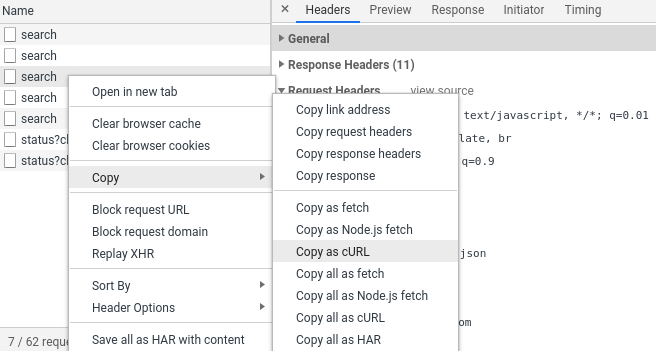 Name
search
search
search
search
search
status?cl
status?cl
7 / 62 reque
Open in new tab
Clear browser cache
Clear browser cookies
Copy
Block request URL
Block request domain
Replay XHR
Sort By
Header Options
Save all as HAR with content
Copy link address
Copy request headers
Copy response headers
Copy response
Copy as fetch
Copy as Node.js fetch
Copy as cURL
Copy all as fetch
Copy all as Node.js fetch
Copy all as cURL
Copy all as HAR
× Headers Preview Response Initiator Timing
General
Response Headers (11)
Request Headers view source
text/javascript, */*; q=0.01
late, br
q=0.9
json
om